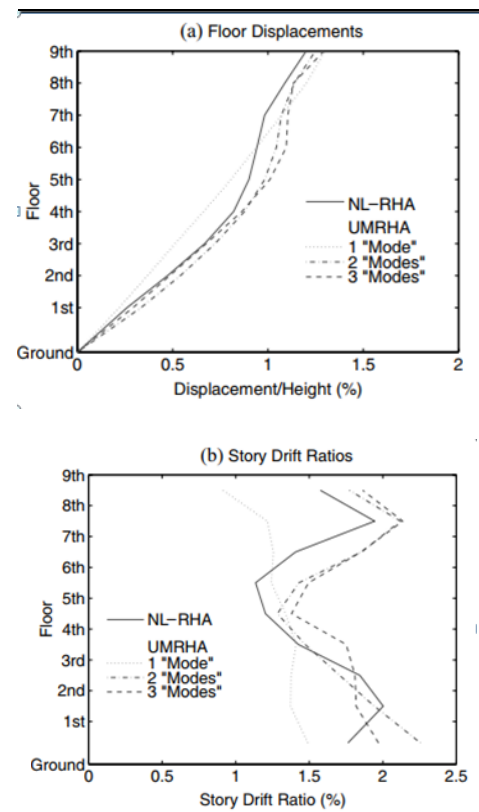 (a) Floor Displacements
9th
8th
7th
6th
5th
4th
3rd
2nd
1st
Ground
Floor
NL-RHA
UMRHA
1 "Mode"
2 "Modes"
3 "Modes"
0
0.5
1
1.5
2
Displacement/Height (%)
(b) Story Drift Ratios
9th
8th
7th
6th
5th
4th
3rd
2nd
1st
Ground
Floor
NL-RHA
UMRHA
1 "Mode"
2 "Modes"
3 "Modes"
0
0.5
1
1.5
2
2.5
Story Drift Ratio (%)